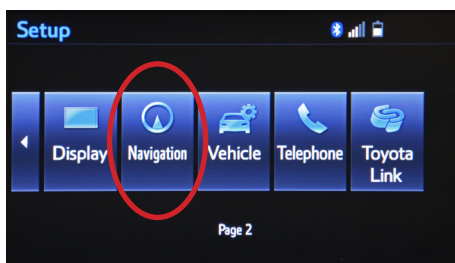 Setup
Display
Navigation
Vehicle
Telephone
Toyota
Link
Page 2